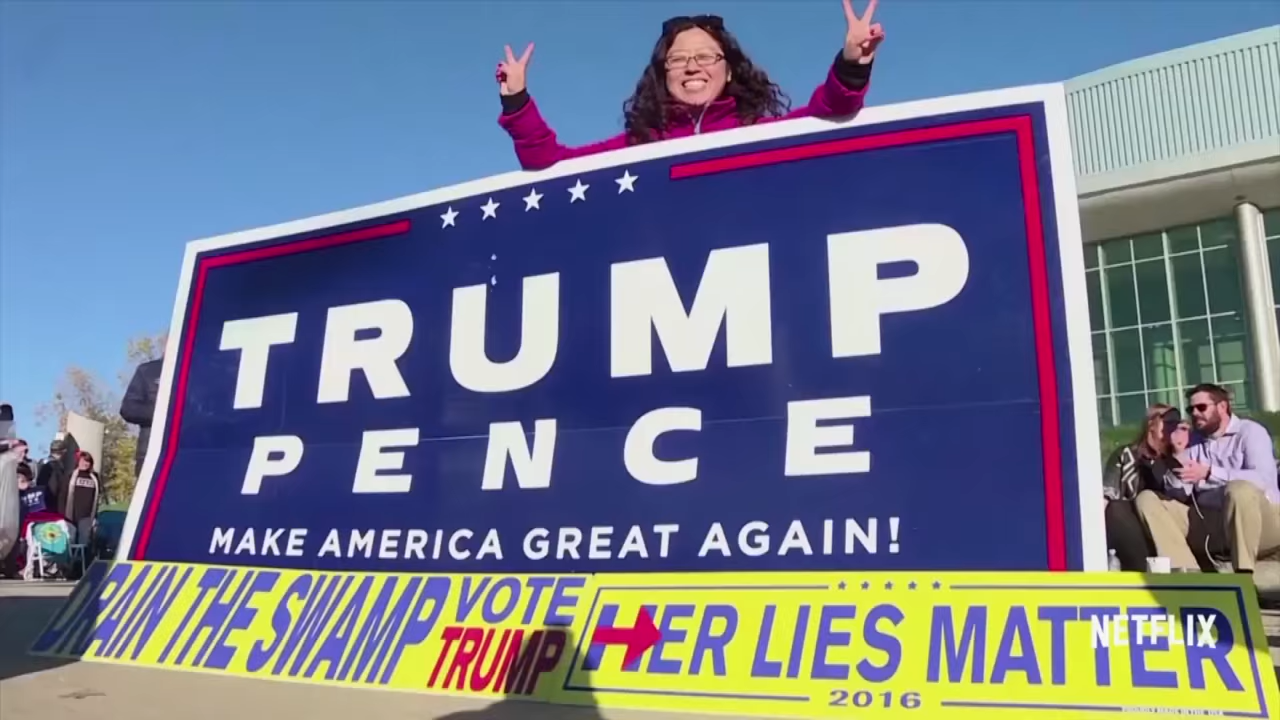 TRUMP
PENCE
MAKE AMERICA GREAT AGAIN!
DRAIN THE SWAMP
VOTE
TRUMP
HER LIES MATTER
2016
NETFLIX